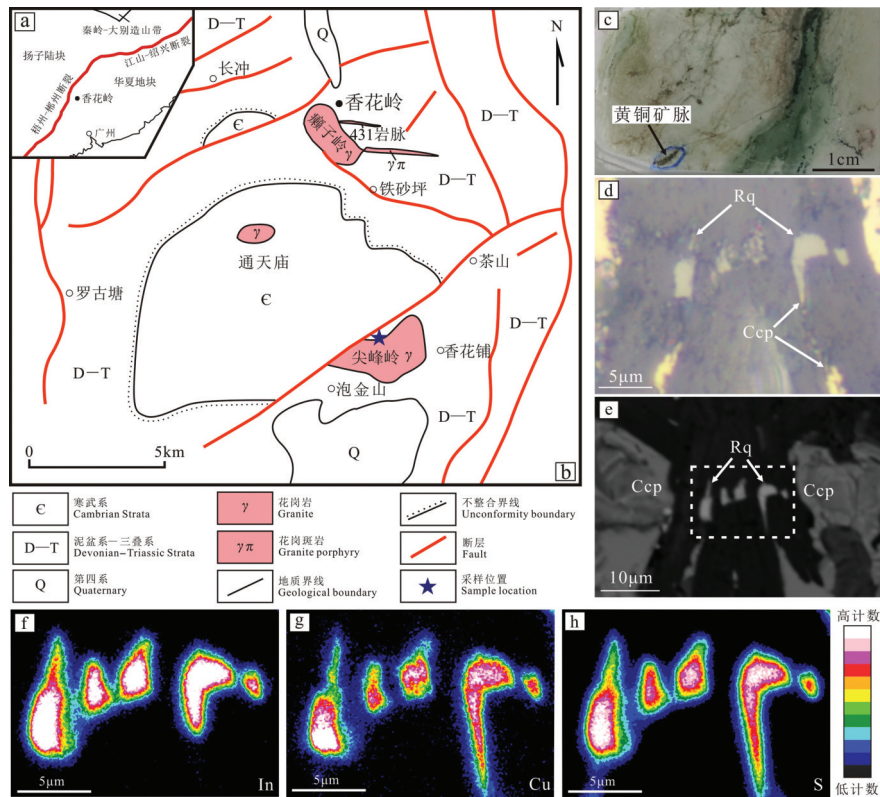 a
秦岭-大别造山带
扬子陆块
江山-绍兴断裂
华夏地块
香花岭
梧州-郴州断裂
广州
D—T
Q
N
长冲
D—T
香花岭
Є
癞子岭
γ
431岩脉
γπ
D—T
铁砂坪
γ
通天庙
茶山
罗古塘
Є
D—T
尖峰岭 γ
香花铺
D—T
泡金山
D—T
0
5km
Q
b
Є
寒武系
Cambrian Strata
γ
花岗岩
Granite
不整合界线
Unconformity boundary
D—T
泥盆系—三叠系
Devonian-Triassic Strata
γπ
花岗斑岩
Granite porphyry
断层
Fault
Q
第四系
Quaternary
地质界线
Geological boundary
采样位置
Sample location
c
黄铜矿脉
1cm
d
Rq
Ccp
5μm
e
Rq
Ccp
Ccp
10μm
f
5μm
In
g
5μm
Cu
h
5μm
S
高计数
低计数